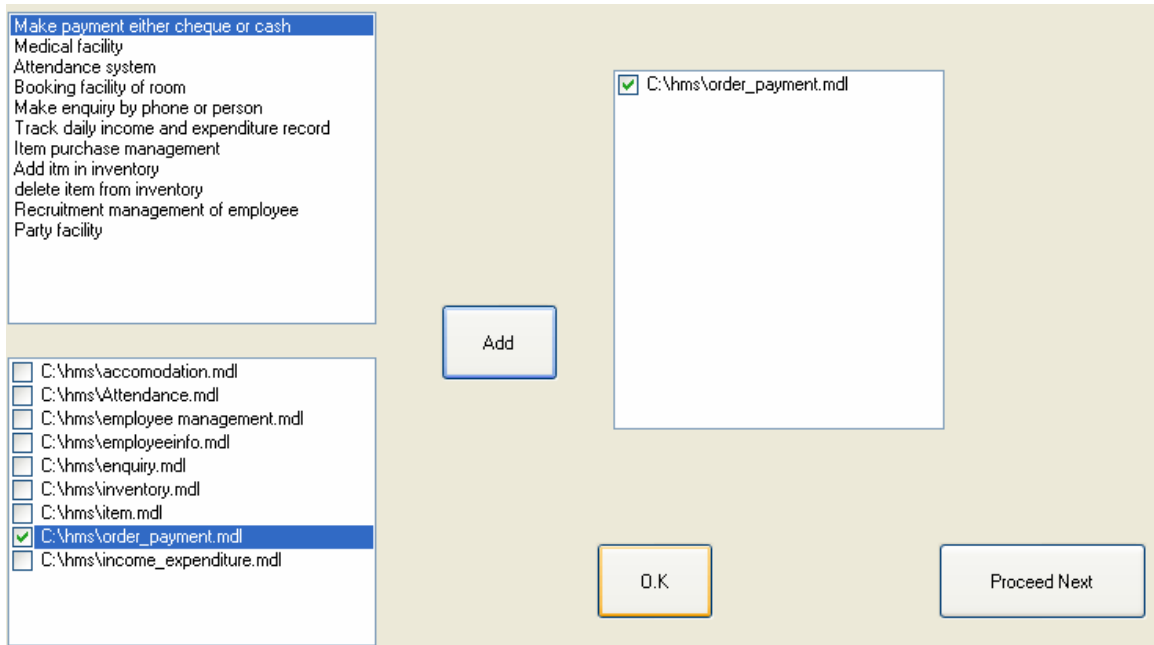 Make payment either cheque or cash
Medical facility
Attendance system
Booking facility of room
Make enquiry by phone or person
Track daily income and expenditure record
Item purchase management
Add itm in inventory
delete item from inventory
Recruitment management of employee
Party facility
C:\hms\accomodation.mdl
C:\hms\Attendance.mdl
C:\hms\employee management.mdl
C:\hms\employeeinfo.mdl
C:\hms\enquiry.mdl
C:\hms\inventory.mdl
C:\hms\item.mdl
C:\hms\order_payment.mdl
C:\hms\income_expenditure.mdl
Add
C:\hms\order_payment.mdl
O.K
Proceed Next